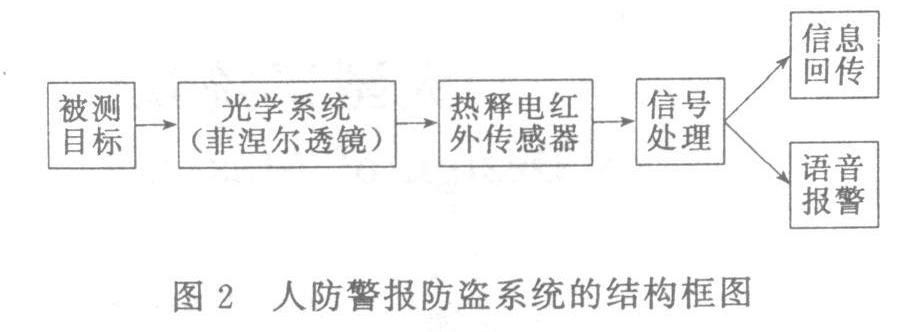 被测
目标
光学系统
(菲涅尔透镜)
热释电红
外传感器
信号
处理
信息
回传
语音
报警
图 2 人防警报防盗系统的结构框图